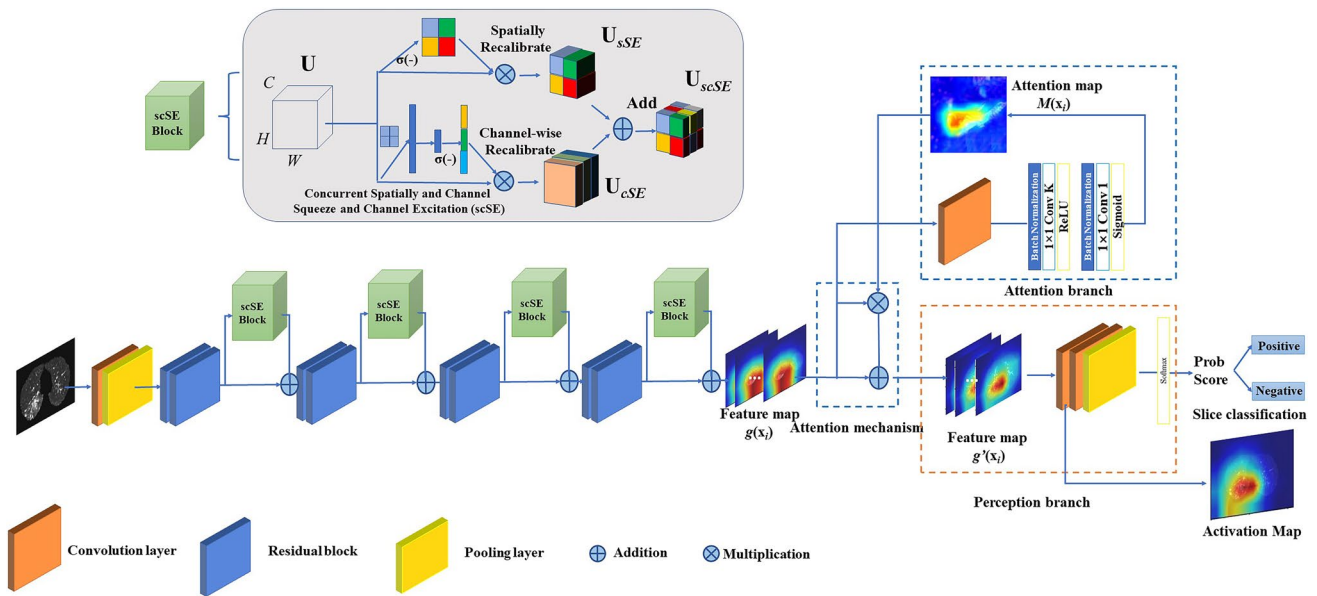 scSE
Block
U
C
H
W
σ(-)
Spatially
Recalibrate
U_sSE
U_scSE
Add
σ(-)
Channel-wise
Recalibrate
U_cSE
Concurrent Spatially and Channel
Squeeze and Channel Excitation (scSE)
Attention map
M(x_i)
Batch Normalization
1×1 Conv K
ReLU
Batch Normalization
1×1 Conv 1
Sigmoid
Attention branch
scSE
Block
scSE
Block
scSE
Block
scSE
Block
...
Feature map
g(x_i)
Attention mechanism
...
Feature map
g'(x_i)
Prob
Score
Positive
Negative
Slice classification
Perception branch
Activation Map
Convolution layer
Residual block
Pooling layer
Addition
Multiplication